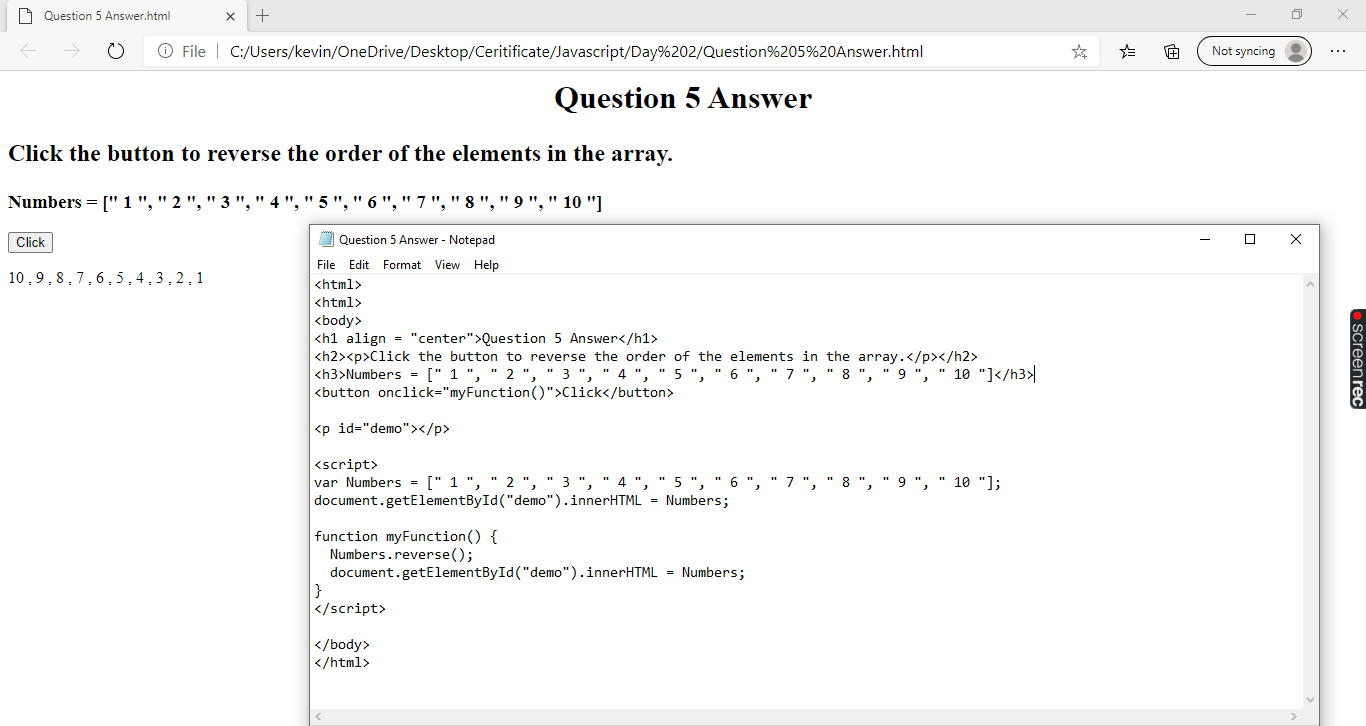 Question 5 Answer.html
File
C:/Users/kevin/OneDrive/Desktop/Ceritificate/Javascript/Day%202/Question%205%20Answer.html
Not syncing
Question 5 Answer
Click the button to reverse the order of the elements in the array.
Numbers = [" 1 ", " 2 ", " 3 ", " 4 ", " 5 ", " 6 ", " 7 ", " 8 ", " 9 ", " 10 "]
Click
10 , 9 , 8 , 7 , 6 , 5 , 4 , 3 , 2 , 1
Question 5 Answer - Notepad
File Edit Format View Help
<html>
<html>
<body>
<h1 align = "center">Question 5 Answer</h1>
<h2><p>Click the button to reverse the order of the elements in the array.</p></h2>
<h3>Numbers = [" 1 ", " 2 ", " 3 ", " 4 ", " 5 ", " 6 ", " 7 ", " 8 ", " 9 ", " 10 "]</h3>
<button onclick="myFunction()">Click</button>
<p id="demo"></p>
<script>
var Numbers = [" 1 ", " 2 ", " 3 ", " 4 ", " 5 ", " 6 ", " 7 ", " 8 ", " 9 ", " 10 "];
document.getElementById("demo").innerHTML = Numbers;
function myFunction() {
  Numbers.reverse();
  document.getElementById("demo").innerHTML = Numbers;
}
</script>
</body>
</html>
screenrec